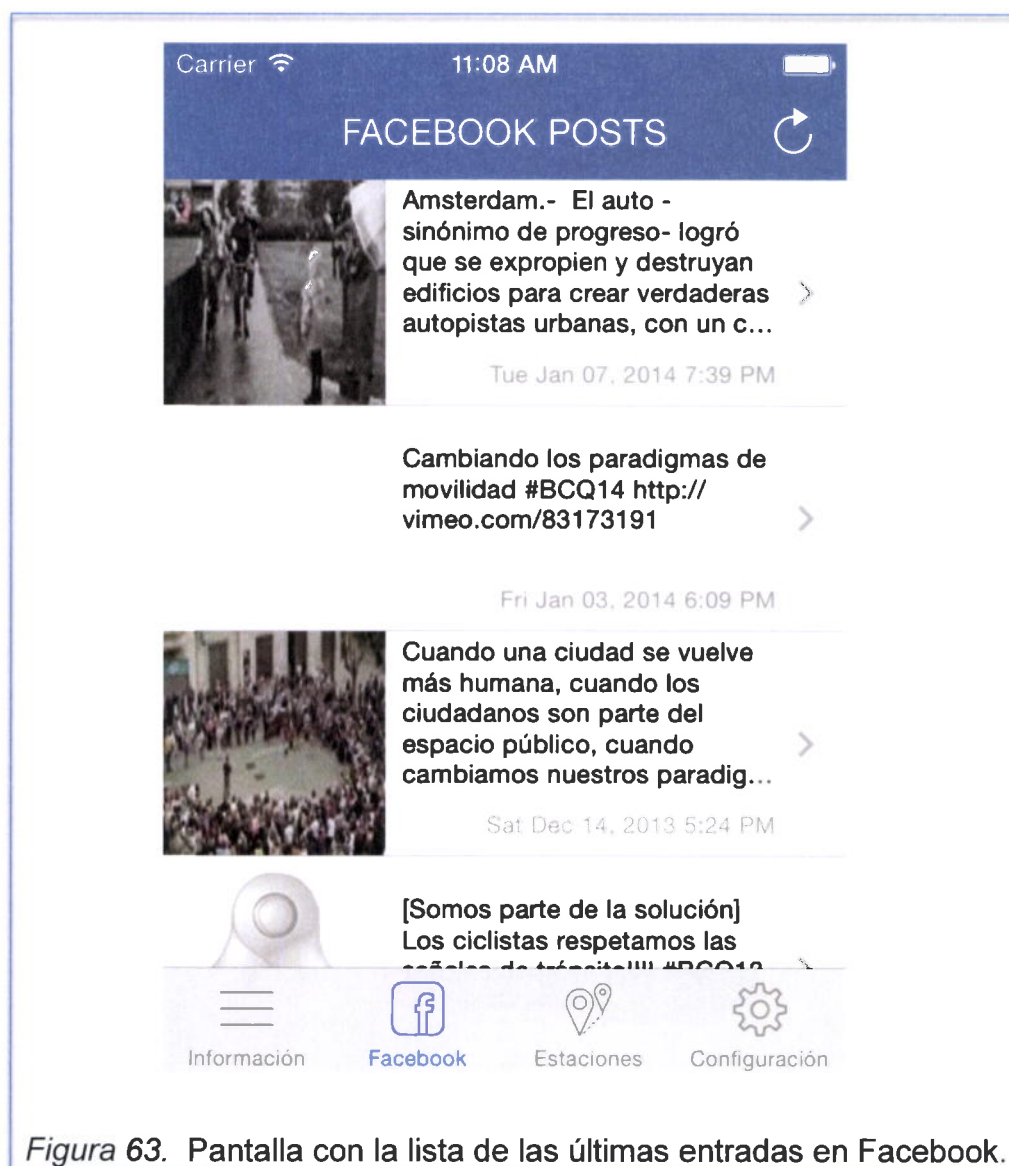 Carrier
11:08 AM
FACEBOOK POSTS
Amsterdam.-  El auto -
sinónimo de progreso- logró
que se expropien y destruyan
edificios para crear verdaderas
autopistas urbanas, con un c...
Tue Jan 07, 2014 7:39 PM
Cambiando los paradigmas de
movilidad #BCQ14 http://
vimeo.com/83173191
Fri Jan 03, 2014 6:09 PM
Cuando una ciudad se vuelve
más humana, cuando los
ciudadanos son parte del
espacio público, cuando
cambiamos nuestros paradig...
Sat Dec 14, 2013 5:24 PM
[Somos parte de la solución]
Los ciclistas respetamos las
señales de tránsito!!!!
Información
Facebook
Estaciones
Configuración
Figura 63. Pantalla con la lista de las últimas entradas en Facebook.